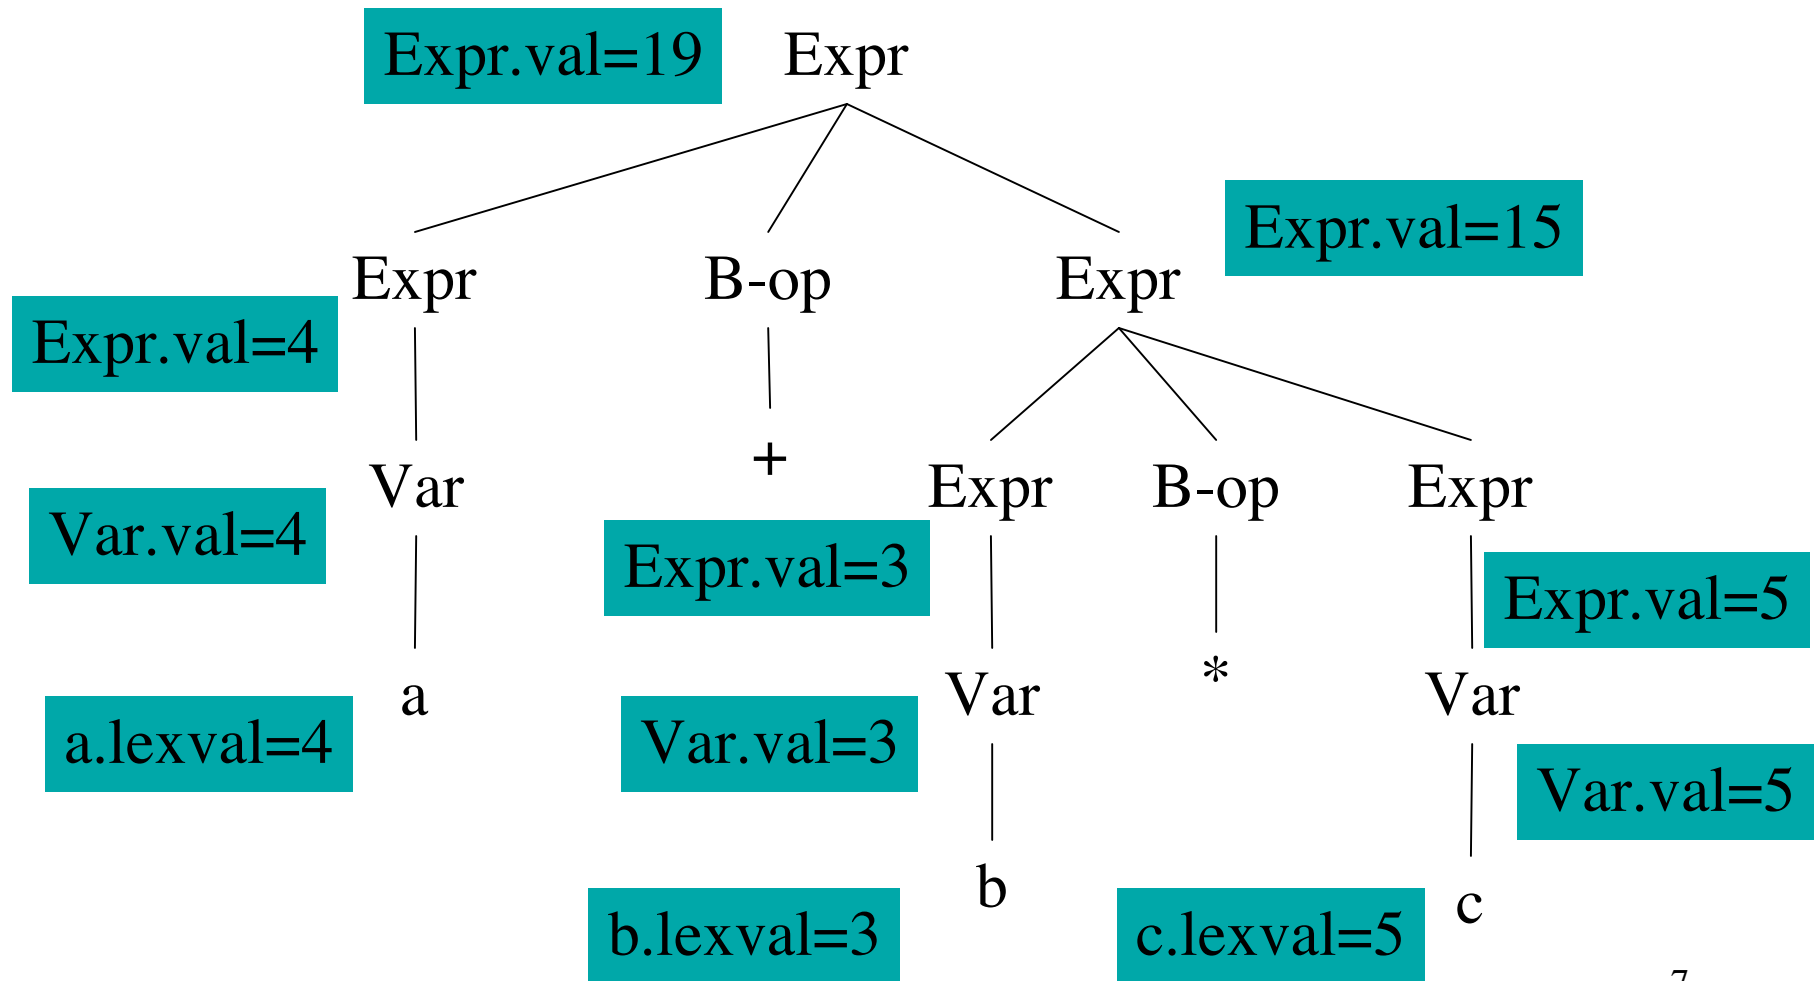 Expr.val=19 Expr
Expr.val=15
Expr B-op Expr
Expr.val=4
+
Var Expr B-op Expr
Var.val=4
Expr.val=3
Expr.val=5
a Var * Var
a.lexval=4
Var.val=3
Var.val=5
b c
b.lexval=3
c.lexval=5
7